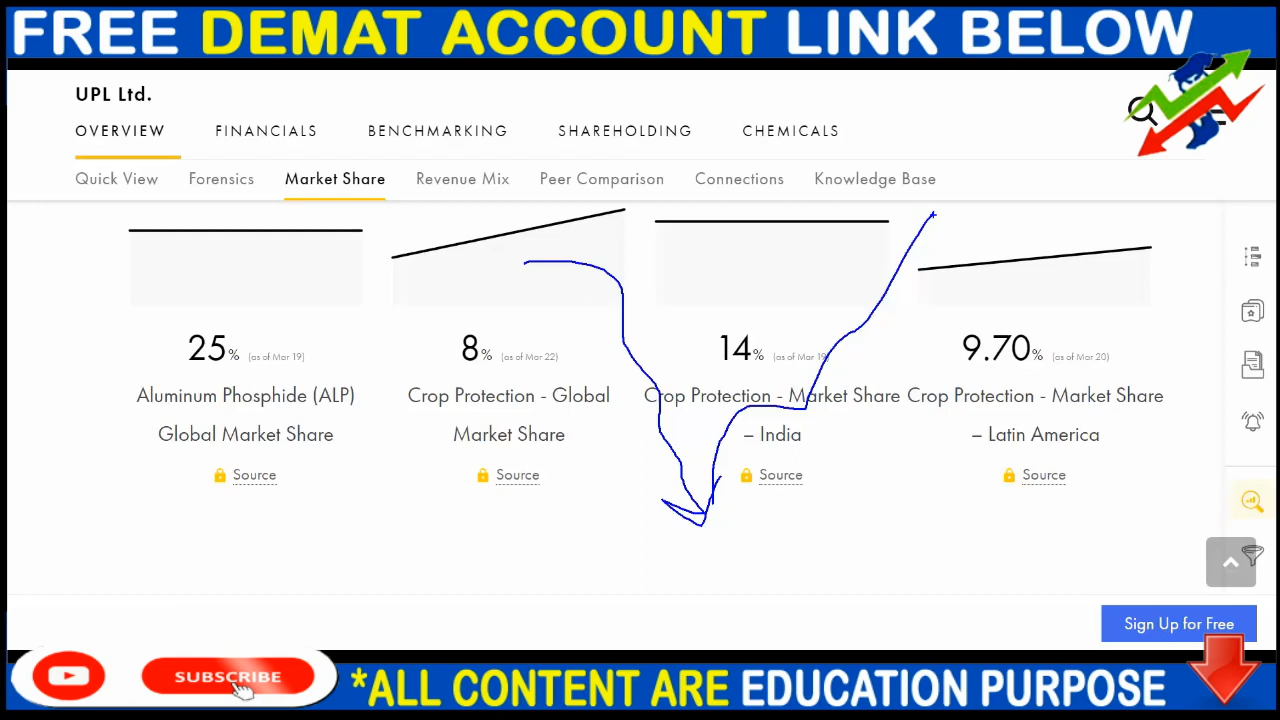 FREE DEMAT ACCOUNT LINK BELOW
UPL Ltd.
OVERVIEW FINANCIALS BENCHMARKING SHAREHOLDING CHEMICALS
Quick View Forensics Market Share Revenue Mix Peer Comparison Connections Knowledge Base
25% (as of Mar 19) 8% (as of Mar 22) 14% (as of Mar 19) 9.70% (as of Mar 20)
Aluminum Phosphide (ALP) Crop Protection - Global Crop Protection - Market Share Crop Protection - Market Share
Global Market Share Market Share – India – Latin America
Source Source Source Source
Sign Up for Free
SUBSCRIBE
*ALL CONTENT ARE EDUCATION PURPOSE